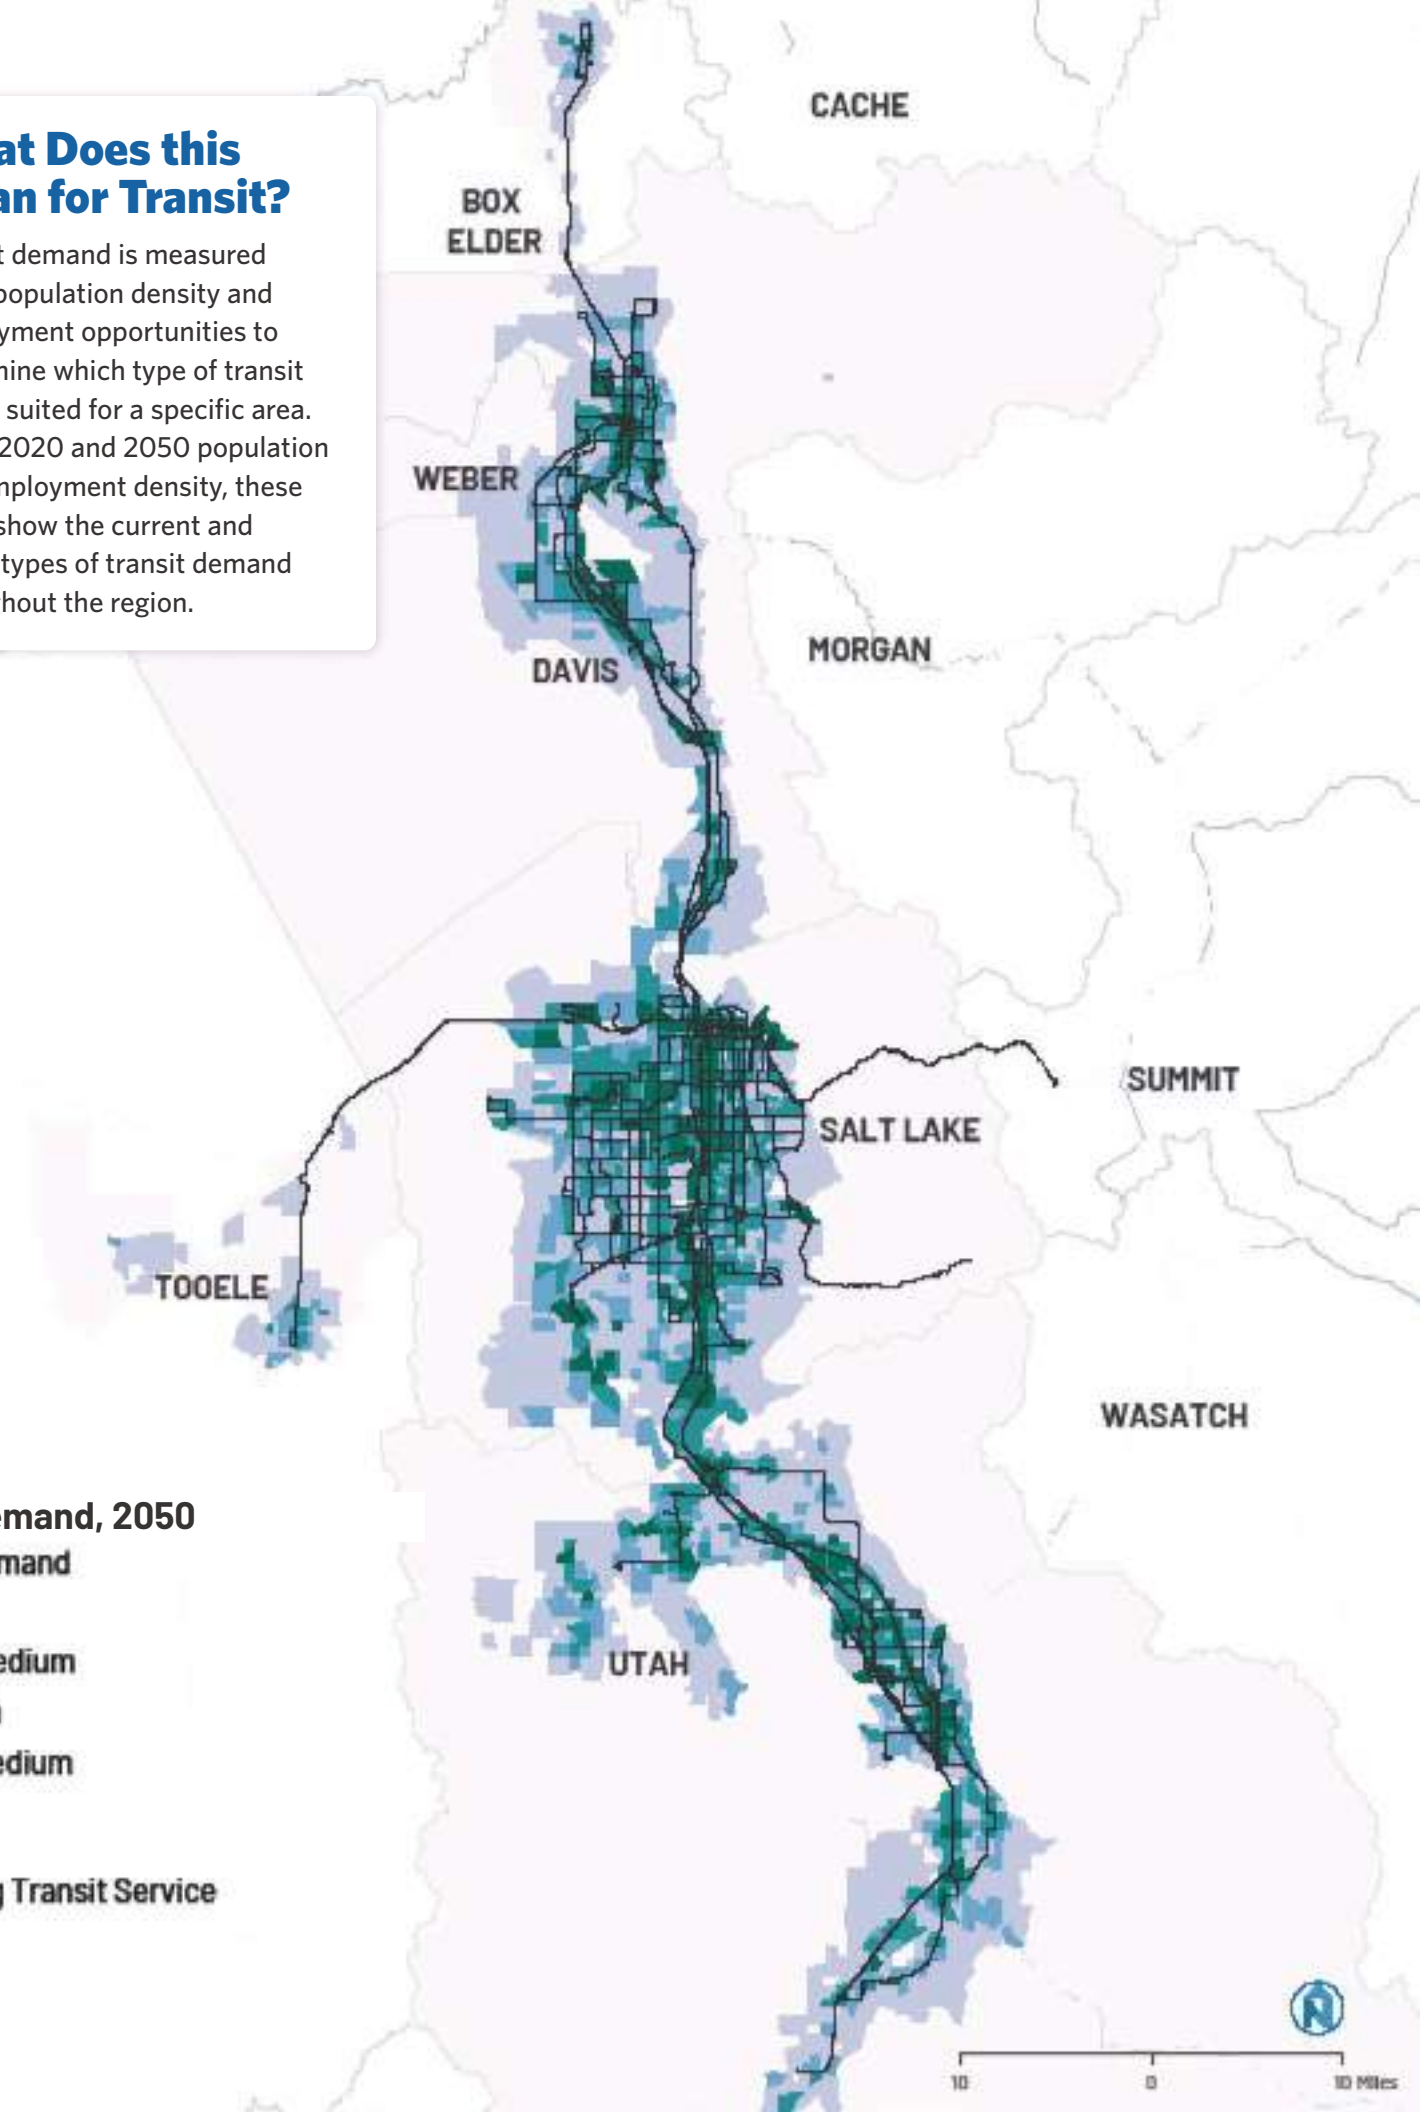 at Does this
an for Transit?
t demand is measured
population density and
yment opportunities to
nine which type of transit
suited for a specific area.
2020 and 2050 population
nployment density, these
show the current and
types of transit demand
hout the region.
CACHE
BOX
ELDER
WEBER
MORGAN
DAVIS
SUMMIT
SALT LAKE
TOOELE
WASATCH
emand, 2050
mand
edium
edium
g Transit Service
UTAH
N
10 0 10 Miles